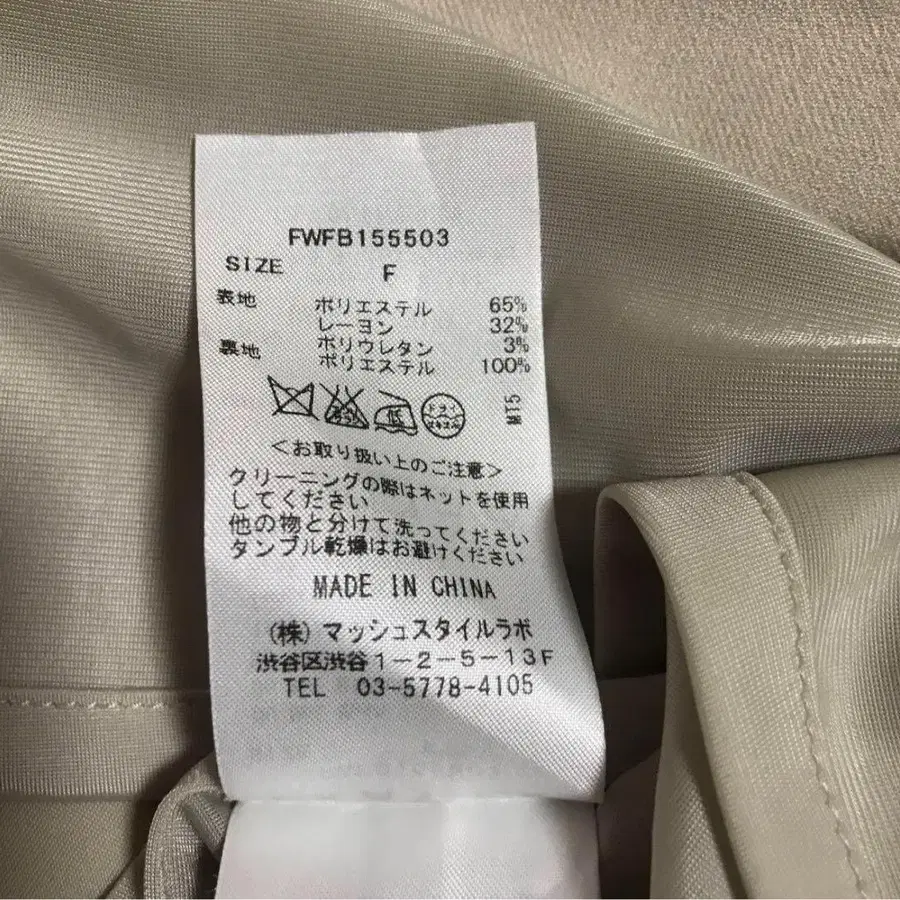 FWFB155503
SIZE F
表地 ポリエステル 65%
レーヨン 32%
ポリウレタン 3%
裏地 ポリエステル 100%
MT5
ドライ
<お取り扱い上のご注意>
クリーニングの際はネットを使用
してください
他の物と分けて洗ってください
タンブル乾燥はお避けください
MADE IN CHINA
(株)マッシュスタイルラボ
渋谷区渋谷1-2-5-13F
TEL 03-5778-4105